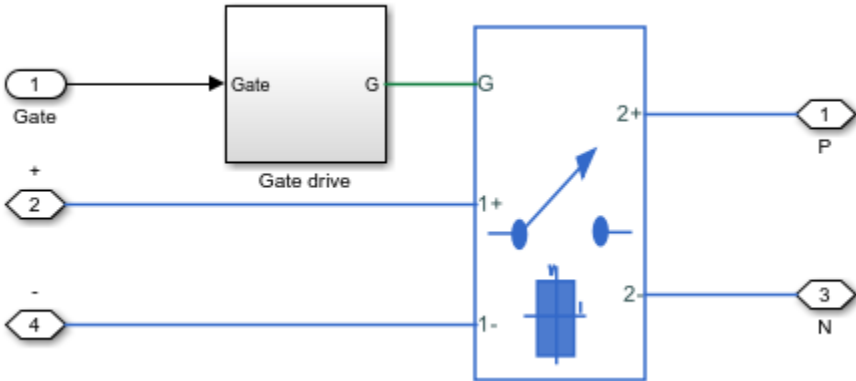 1
Gate
Gate
G
Gate drive
G
+
2
1+
-
4
1-
2+
1
P
2-
3
N
V
I